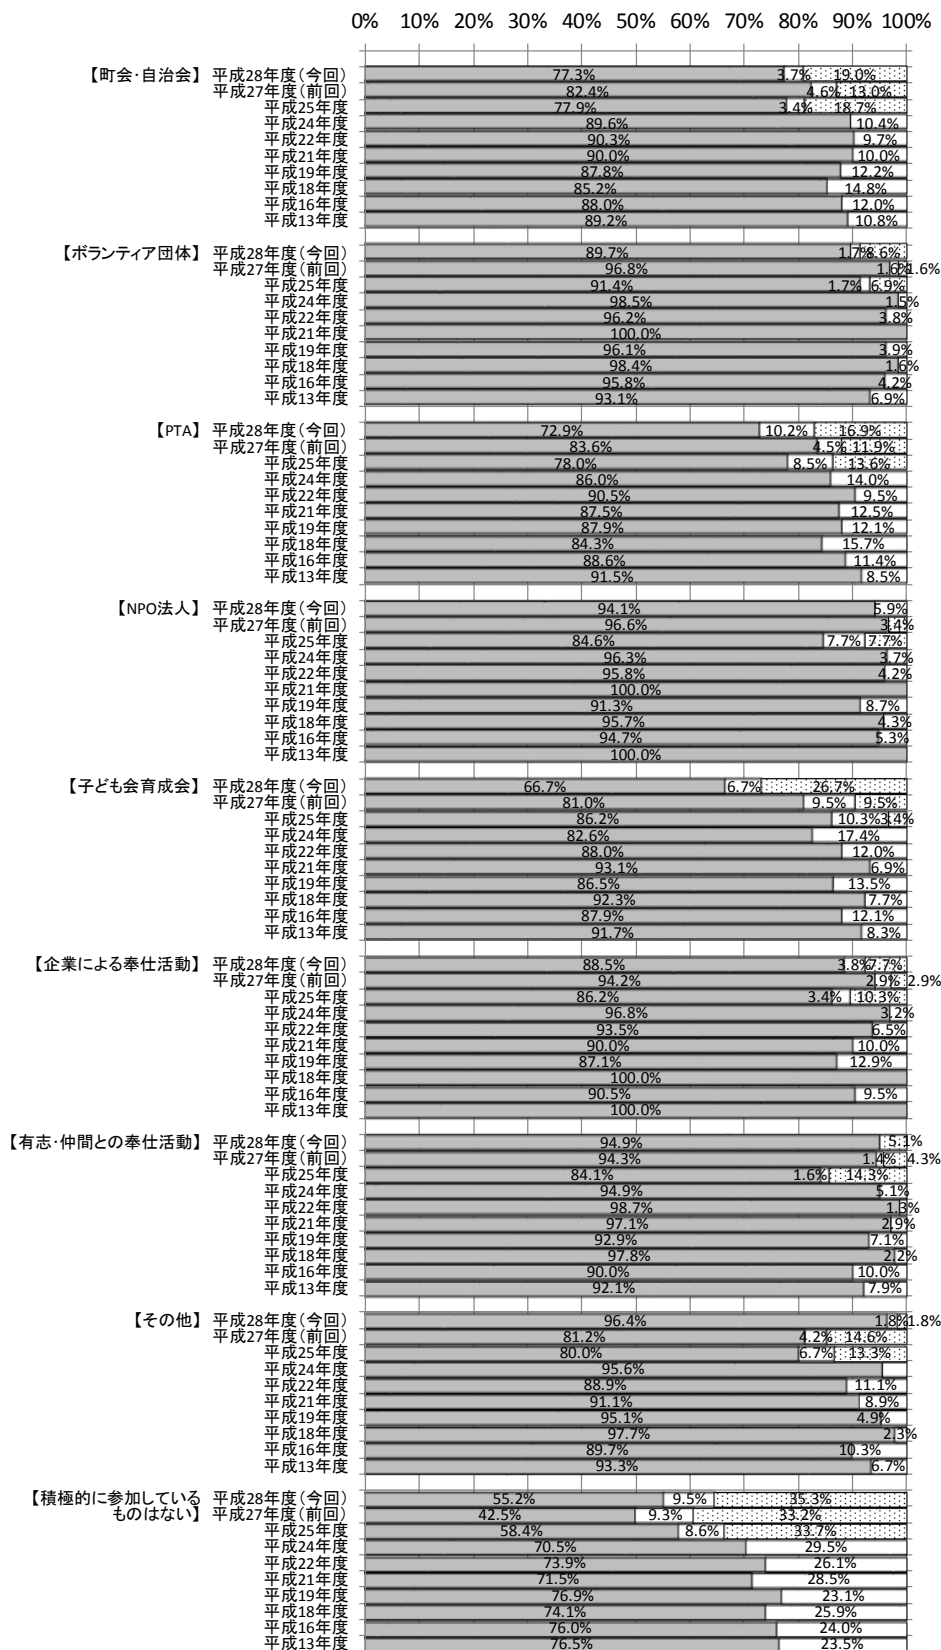 0% 10% 20% 30% 40% 50% 60% 70% 80% 90% 100%
【町会・自治会】 平成28年度(今回) 77.3% 3.7% 19.0%
平成27年度(前回) 82.4% 4.6% 13.0%
平成25年度 77.9% 3.4% 18.7%
平成24年度 89.6% 10.4%
平成22年度 90.3% 9.7%
平成21年度 90.0% 10.0%
平成19年度 87.8% 12.2%
平成18年度 85.2% 14.8%
平成16年度 88.0% 12.0%
平成13年度 89.2% 10.8%
【ボランティア団体】 平成28年度(今回) 89.7% 1.7% 8.6%
平成27年度(前回) 96.8% 1.6% 1.6%
平成25年度 91.4% 1.7% 6.9%
平成24年度 98.5% 1.5%
平成22年度 96.2% 3.8%
平成21年度 100.0%
平成19年度 96.1% 3.9%
平成18年度 98.4% 1.6%
平成16年度 95.8% 4.2%
平成13年度 93.1% 6.9%
【PTA】 平成28年度(今回) 72.9% 10.2% 16.9%
平成27年度(前回) 83.6% 4.5% 11.9%
平成25年度 78.0% 8.5% 13.6%
平成24年度 86.0% 14.0%
平成22年度 90.5% 9.5%
平成21年度 87.5% 12.5%
平成19年度 87.9% 12.1%
平成18年度 84.3% 15.7%
平成16年度 88.6% 11.4%
平成13年度 91.5% 8.5%
【NPO法人】 平成28年度(今回) 94.1% 5.9%
平成27年度(前回) 96.6% 3.4%
平成25年度 84.6% 7.7% 7.7%
平成24年度 96.3% 3.7%
平成22年度 95.8% 4.2%
平成21年度 100.0%
平成19年度 91.3% 8.7%
平成18年度 95.7% 4.3%
平成16年度 94.7% 5.3%
平成13年度 100.0%
【子ども会育成会】 平成28年度(今回) 66.7% 6.7% 26.7%
平成27年度(前回) 81.0% 9.5% 9.5%
平成25年度 86.2% 10.3% 3.4%
平成24年度 82.6% 17.4%
平成22年度 88.0% 12.0%
平成21年度 93.1% 6.9%
平成19年度 86.5% 13.5%
平成18年度 92.3% 7.7%
平成16年度 87.9% 12.1%
平成13年度 91.7% 8.3%
【企業による奉仕活動】 平成28年度(今回) 88.5% 3.8% 7.7%
平成27年度(前回) 94.2% 2.9% 2.9%
平成25年度 86.2% 3.4% 10.3%
平成24年度 96.8% 3.2%
平成22年度 93.5% 6.5%
平成21年度 90.0% 10.0%
平成19年度 87.1% 12.9%
平成18年度 100.0%
平成16年度 90.5% 9.5%
平成13年度 100.0%
【有志・仲間との奉仕活動】 平成28年度(今回) 94.9% 5.1%
平成27年度(前回) 94.3% 1.4% 4.3%
平成25年度 84.1% 1.6% 14.3%
平成24年度 94.9% 5.1%
平成22年度 98.7% 1.3%
平成21年度 97.1% 2.9%
平成19年度 92.9% 7.1%
平成18年度 97.8% 2.2%
平成16年度 90.0% 10.0%
平成13年度 92.1% 7.9%
【その他】 平成28年度(今回) 96.4% 1.8% 1.8%
平成27年度(前回) 81.2% 4.2% 14.6%
平成25年度 80.0% 6.7% 13.3%
平成24年度 95.6%
平成22年度 88.9% 11.1%
平成21年度 91.1% 8.9%
平成19年度 95.1% 4.9%
平成18年度 97.7% 2.3%
平成16年度 89.7% 10.3%
平成13年度 93.3% 6.7%
【積極的に参加している 平成28年度(今回) 55.2% 9.5% 35.3%
ものはない】 平成27年度(前回) 42.5% 9.3% 33.2%
平成25年度 58.4% 8.6% 33.7%
平成24年度 70.5% 29.5%
平成22年度 73.9% 26.1%
平成21年度 71.5% 28.5%
平成19年度 76.9% 23.1%
平成18年度 74.1% 25.9%
平成16年度 76.0% 24.0%
平成13年度 76.5% 23.5%